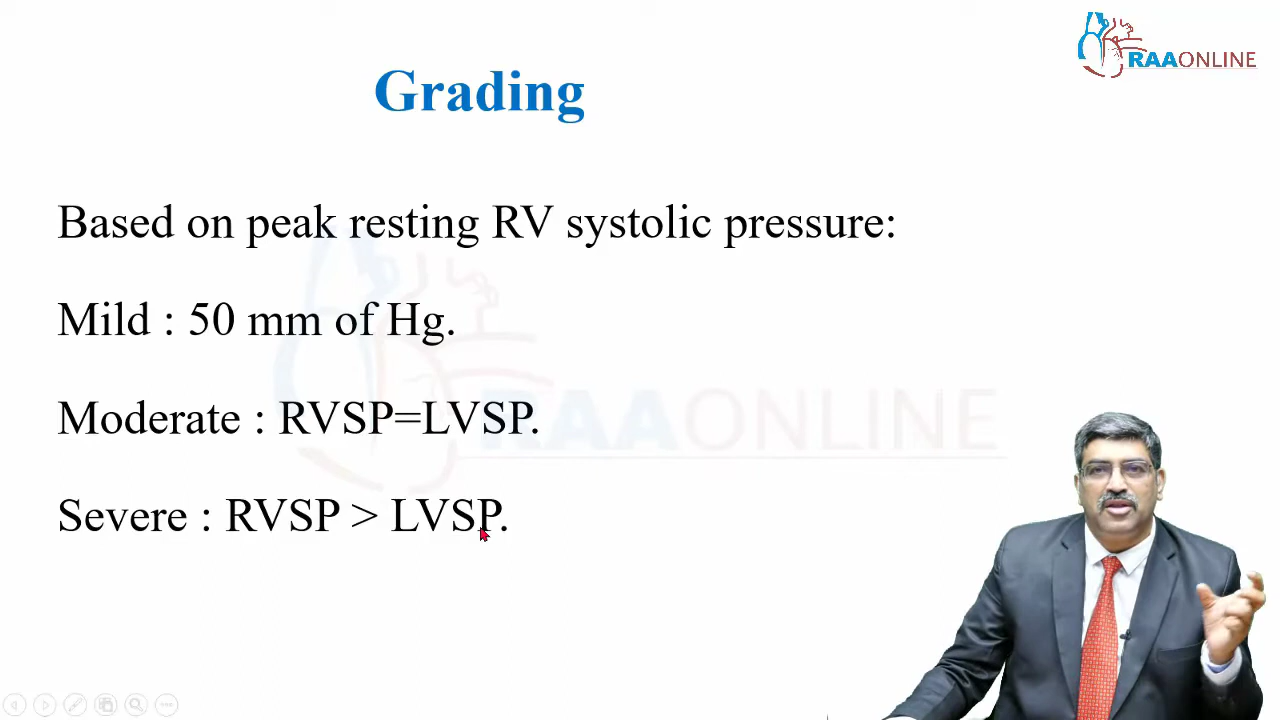 RAAONLINE
Grading
Based on peak resting RV systolic pressure:
Mild : 50 mm of Hg.
Moderate : RVSP=LVSP.
RAAONLINE
Severe : RVSP > LVSP.